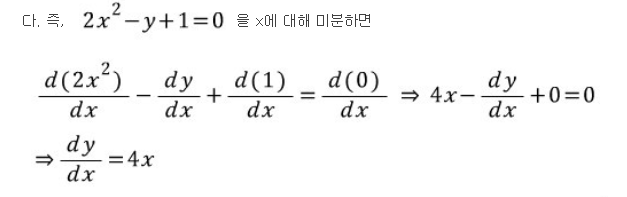 다. 즉, 2x²−y+1=0 을 x에 대해 미분하면
d(2x²)/dx − dy/dx + d(1)/dx = d(0)/dx ⇒ 4x− dy/dx +0=0
⇒ dy/dx =4x